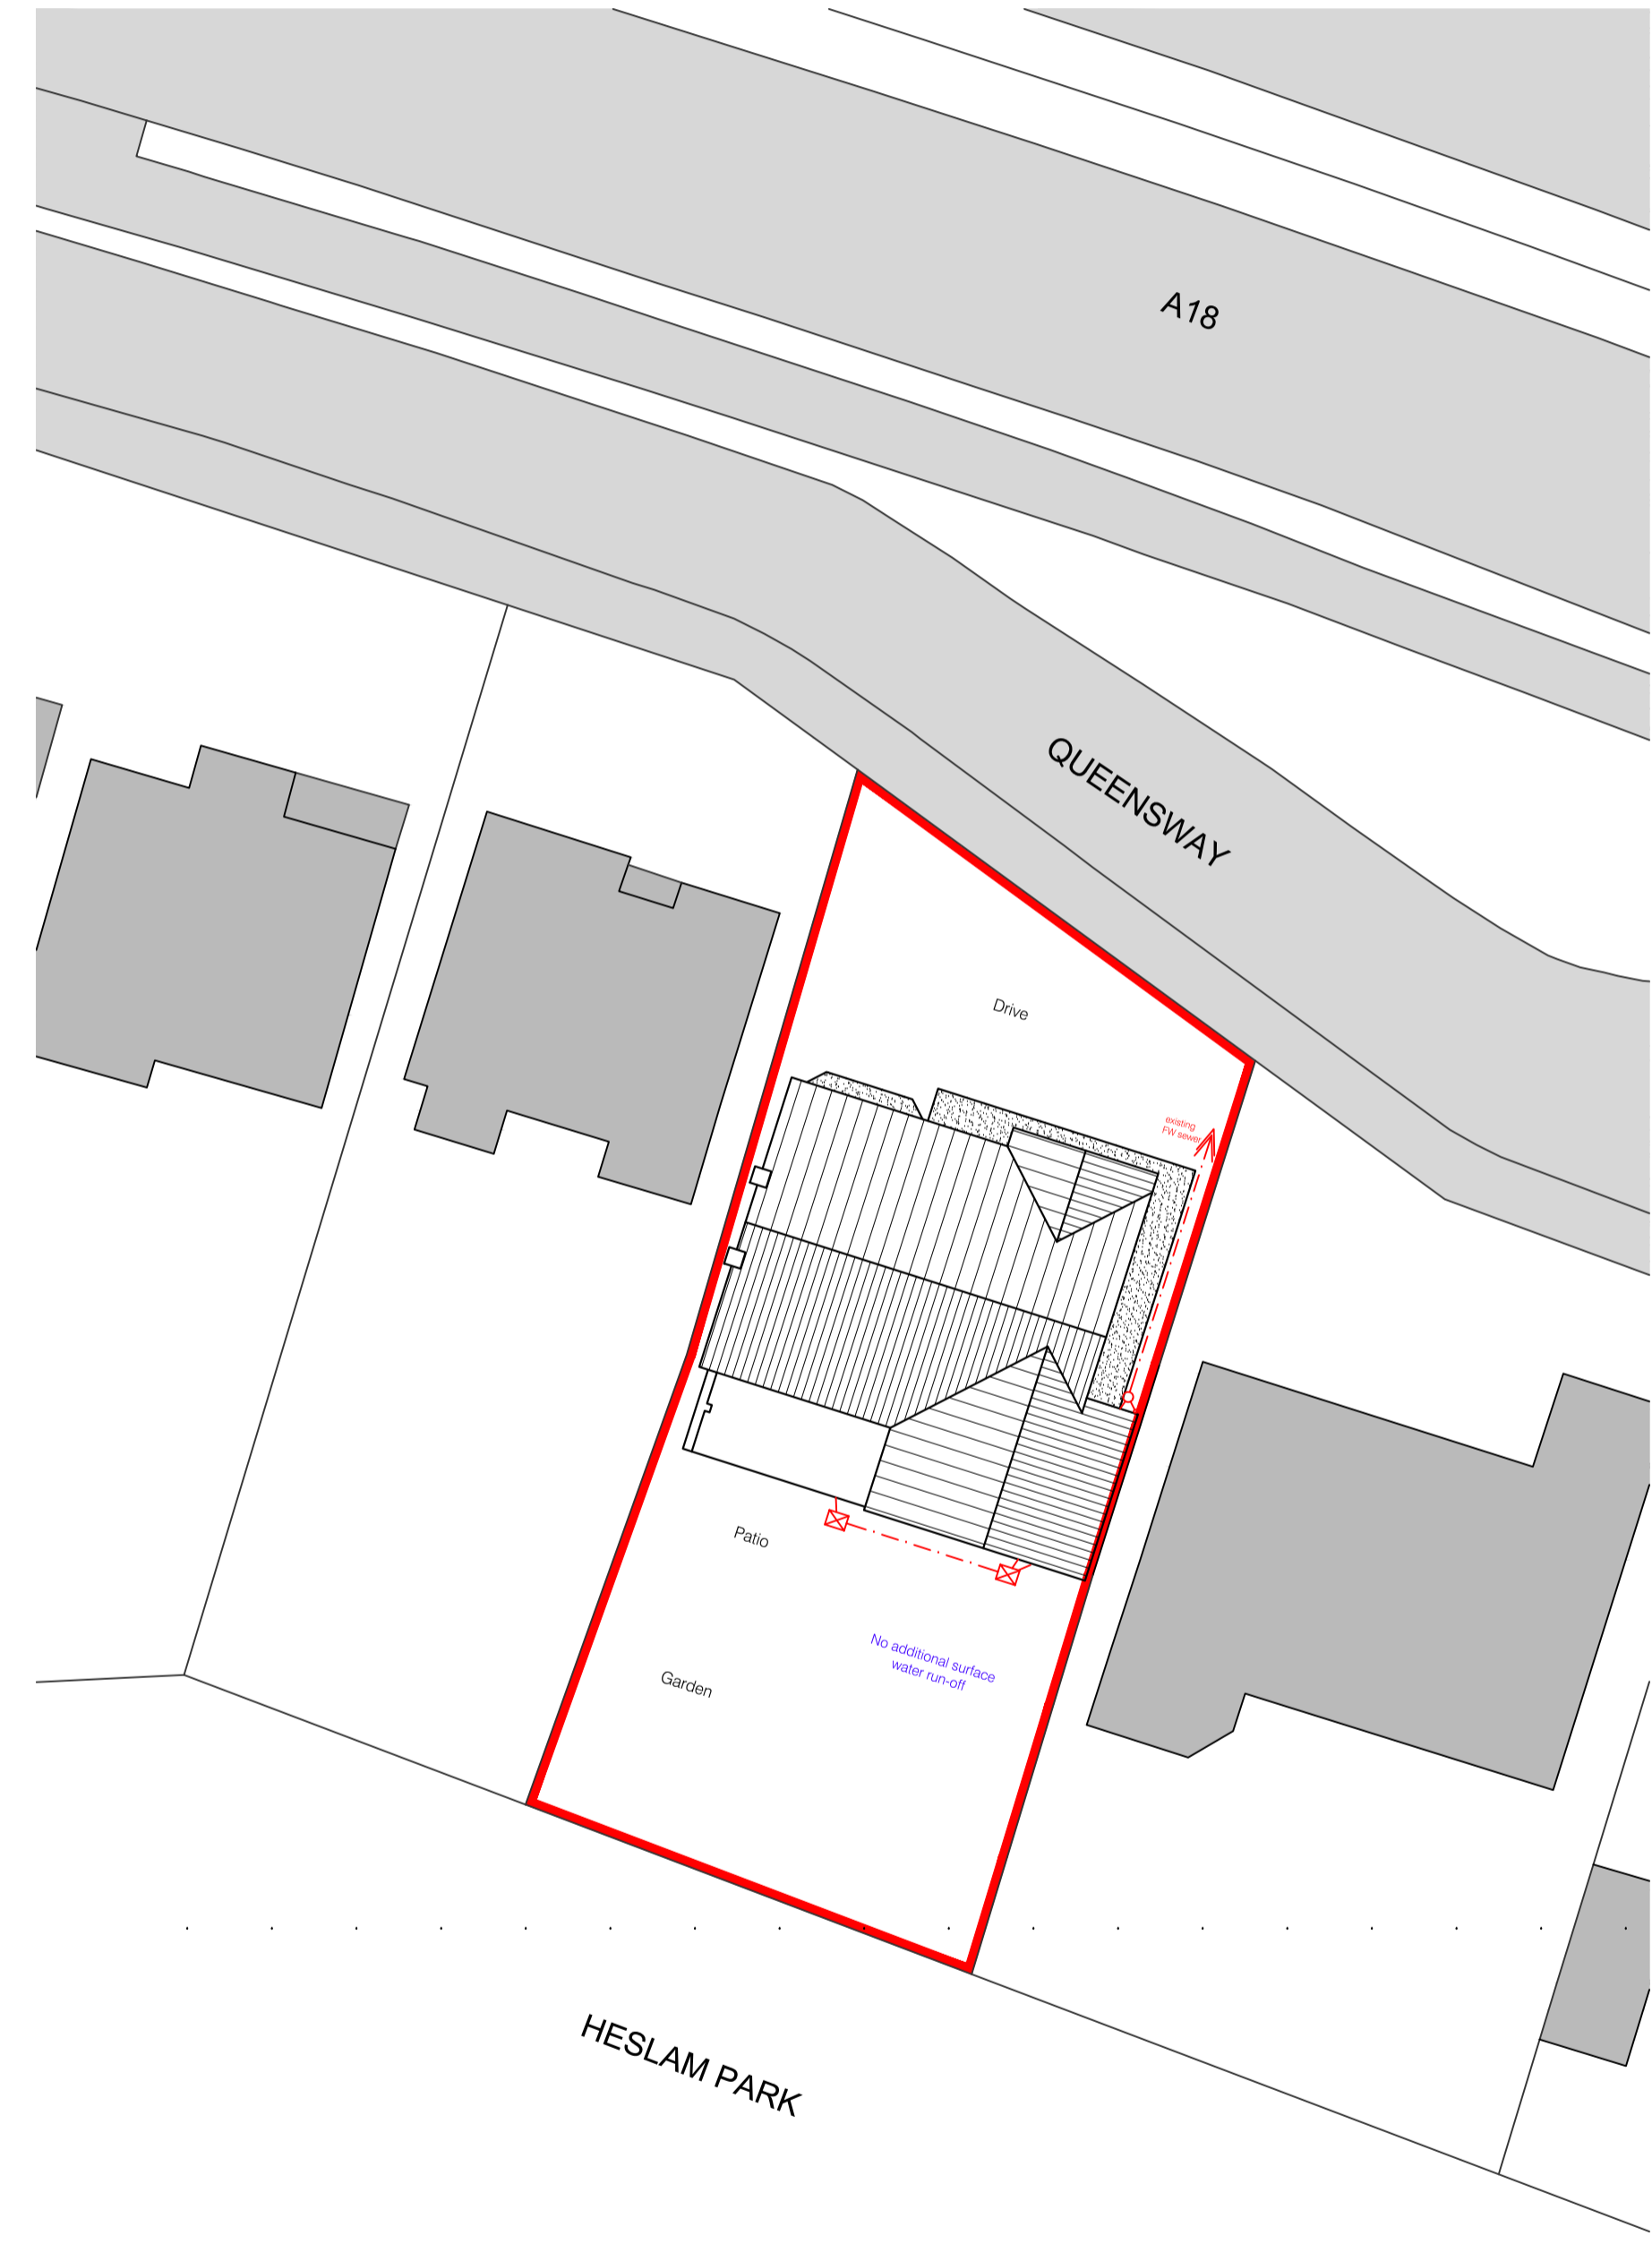 A18
QUEENSWAY
Drive
existing
FW sewer
Patio
No additional surface
water run-off
Garden
HESLAM PARK